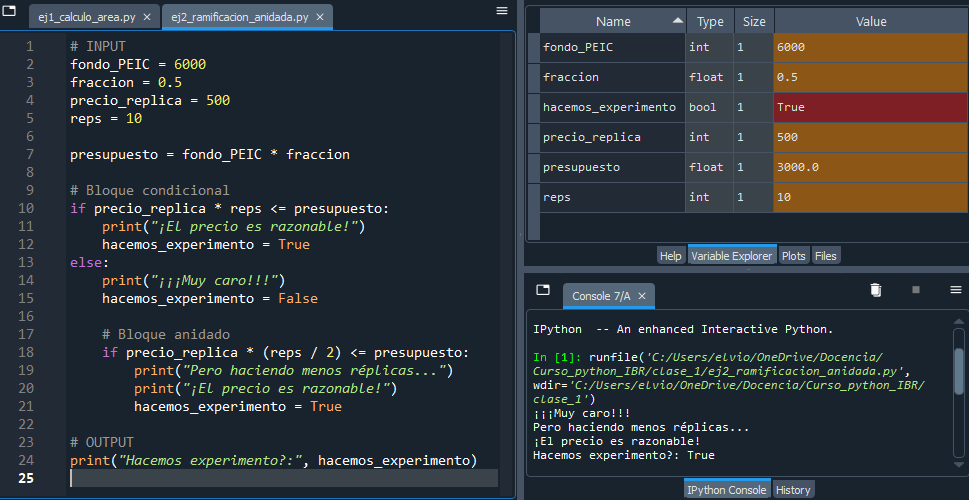 ej1_calculo_area.py ×
ej2_ramificacion_anidada.py ×
1 # INPUT
2 fondo_PEIC = 6000
3 fraccion = 0.5
4 precio_replica = 500
5 reps = 10
6
7 presupuesto = fondo_PEIC * fraccion
8
9 # Bloque condicional
10 if precio_replica * reps <= presupuesto:
11 print("¡El precio es razonable!")
12 hacemos_experimento = True
13 else:
14 print("¡¡¡Muy caro!!!")
15 hacemos_experimento = False
16
17 # Bloque anidado
18 if precio_replica * (reps / 2) <= presupuesto:
19 print("Pero haciendo menos réplicas...")
20 print("¡El precio es razonable!")
21 hacemos_experimento = True
22
23 # OUTPUT
24 print("Hacemos experimento?:", hacemos_experimento)
25
Name Type Size Value
fondo_PEIC int 1 6000
fraccion float 1 0.5
hacemos_experimento bool 1 True
precio_replica int 1 500
presupuesto float 1 3000.0
reps int 1 10
Help Variable Explorer Plots Files
Console 7/A ×
IPython -- An enhanced Interactive Python.
In [1]: runfile('C:/Users/elvio/OneDrive/Docencia/
Curso_python_IBR/clase_1/ej2_ramificacion_anidada.py',
wdir='C:/Users/elvio/OneDrive/Docencia/Curso_python_IBR/
clase_1')
¡¡¡Muy caro!!!
Pero haciendo menos réplicas...
¡El precio es razonable!
Hacemos experimento?: True
IPython Console History